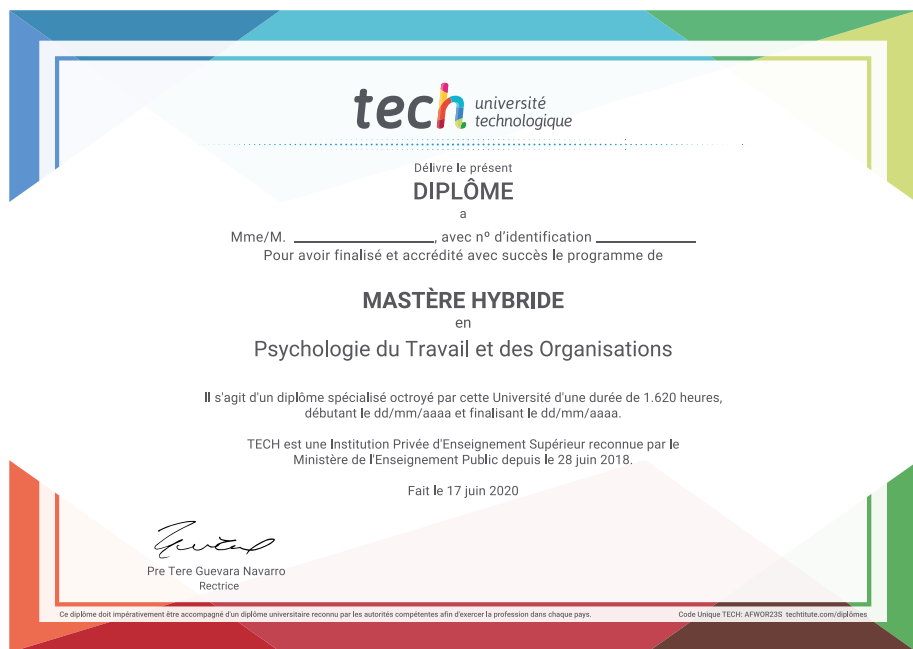 tech université
technologique
Délivre le présent
DIPLÔME
a
Mme/M. ________________, avec nº d'identification ____________
Pour avoir finalisé et accrédité avec succès le programme de
MASTÈRE HYBRIDE
en
Psychologie du Travail et des Organisations
Il s'agit d'un diplôme spécialisé octroyé par cette Université d'une durée de 1.620 heures,
débutant le dd/mm/aaaa et finalisant le dd/mm/aaaa.
TECH est une Institution Privée d'Enseignement Supérieur reconnue par le
Ministère de l'Enseignement Public depuis le 28 juin 2018.
Fait le 17 juin 2020
Pre Tere Guevara Navarro
Rectrice
Ce diplôme doit impérativement être accompagné d'un diplôme universitaire reconnu par les autorités compétentes afin d'exercer la profession dans chaque pays.
Code Unique TECH: AFWOR23S techtitute.com/diplômes